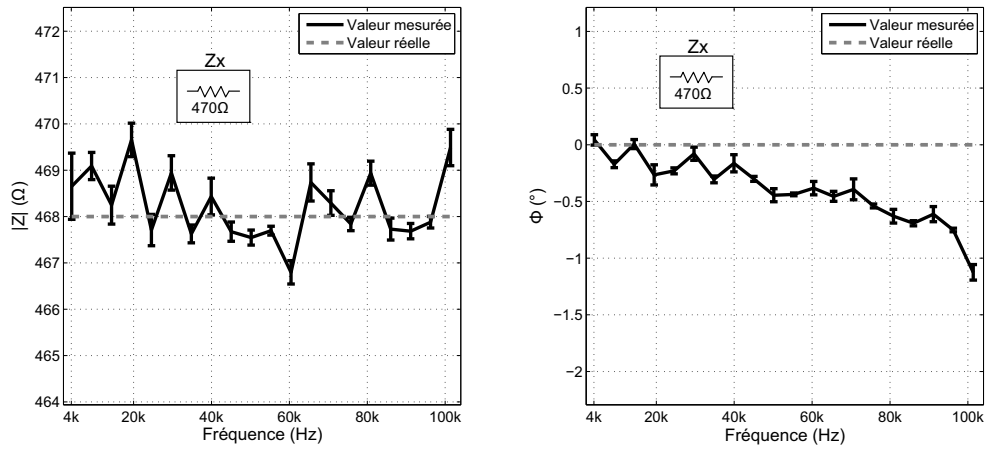 Valeur mesurée
Valeur réelle
Zx
470Ω
472
471
470
469
468
467
466
465
464
|Z| (Ω)
4k 20k 40k 60k 80k 100k
Fréquence (Hz)
Valeur mesurée
Valeur réelle
Zx
470Ω
1
0.5
0
−0.5
−1
−1.5
−2
Φ (°)
4k 20k 40k 60k 80k 100k
Fréquence (Hz)